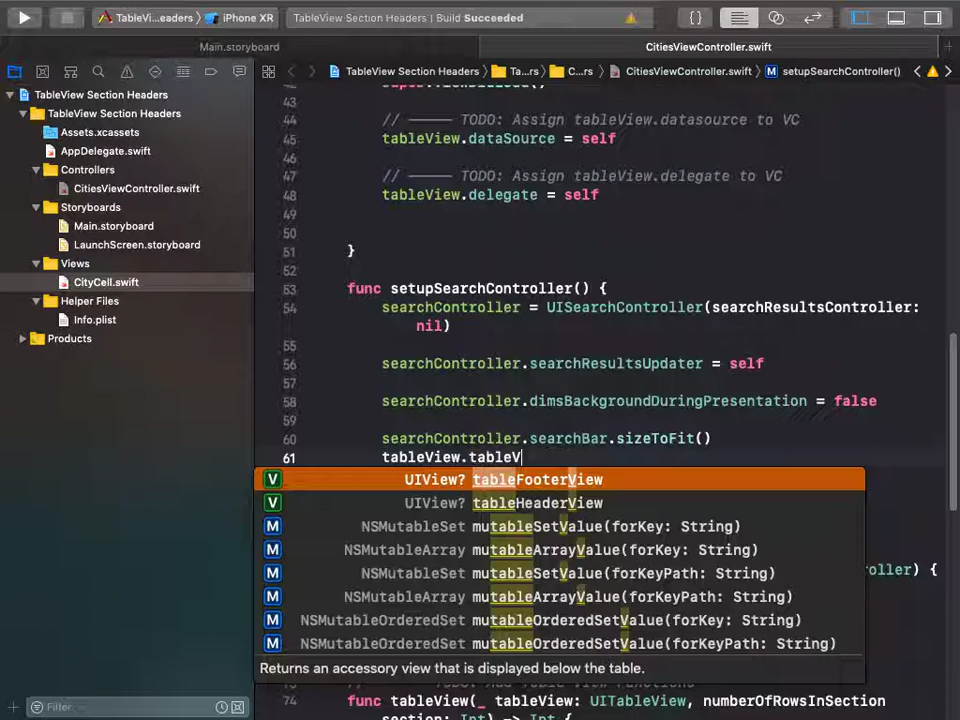 TableVi...eaders
iPhone XR
TableView Section Headers | Build Succeeded
Main.storyboard
CitiesViewController.swift
TableView Section Headers
Ta...rs
C...rs
CitiesViewController.swift
M
setupSearchController()
TableView Section Headers
TableView Section Headers
Assets.xcassets
AppDelegate.swift
Controllers
CitiesViewController.swift
Storyboards
Main.storyboard
LaunchScreen.storyboard
Views
CityCell.swift
Helper Files
Info.plist
Products
Filter
43
44 // ——— TODO: Assign tableView.datasource to VC
45 tableView.dataSource = self
46
47 // ——— TODO: Assign tableView.delegate to VC
48 tableView.delegate = self
49
50
51 }
52
53 func setupSearchController() {
54 searchController = UISearchController(searchResultsController:
nil)
55
56 searchController.searchResultsUpdater = self
57
58 searchController.dimsBackgroundDuringPresentation = false
59
60 searchController.searchBar.sizeToFit()
61 tableView.tableV
V UIView? tableFooterView
V UIView? tableHeaderView
M NSMutableSet mutableSetValue(forKey: String)
M NSMutableArray mutableArrayValue(forKey: String)
M NSMutableSet mutableSetValue(forKeyPath: String)
M NSMutableArray mutableArrayValue(forKeyPath: String)
M NSMutableOrderedSet mutableOrderedSetValue(forKey: String)
M NSMutableOrderedSet mutableOrderedSetValue(forKeyPath: String)
Returns an accessory view that is displayed below the table.
oller) {
74 func tableView(_ tableView: UITableView, numberOfRowsInSection
section: Int) -> Int {